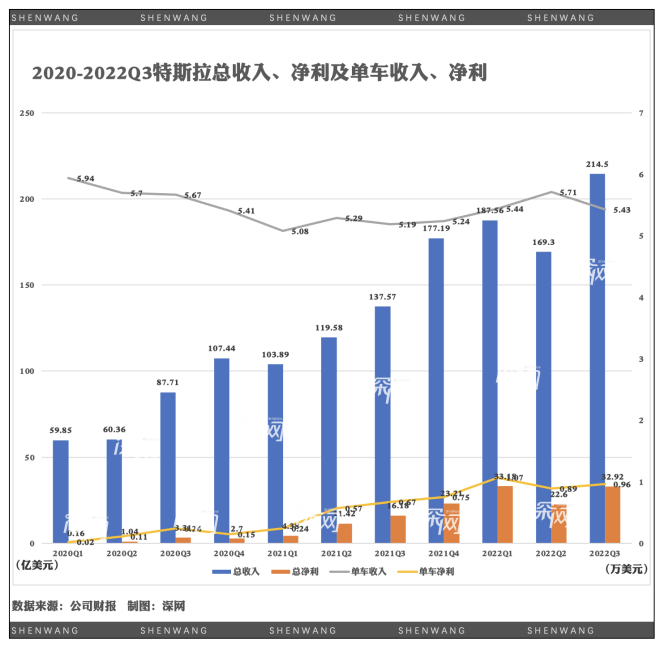 SHENWANG SHENWANG SHENWANG SHENWANG SHENWANG
2020-2022Q3特斯拉总收入、净利及单车收入、净利
250 7
5.94 5.7 5.67 5.41 5.08 5.29 5.19 5.24 5.44 5.71 5.43
6
200 5
150 4
100 3
2
50 1
0 0
59.85 60.36 87.71 107.44 103.89 119.58 137.57 177.19 187.56 169.3 214.5
0.16 1.04 3.31 2.7 4.38 11.42 16.18 23.21 33.18 22.6 32.92
0.02 0.11 0.24 0.15 0.24 0.57 0.67 0.75 1.07 0.89 0.96
2020Q1 2020Q2 2020Q3 2020Q4 2021Q1 2021Q2 2021Q3 2021Q4 2022Q1 2022Q2 2022Q3
(亿美元) (万美元)
总收入 总净利 单车收入 单车净利
数据来源：公司财报 制图：深网
SHENWANG SHENWANG SHENWANG SHENWANG SHENWANG